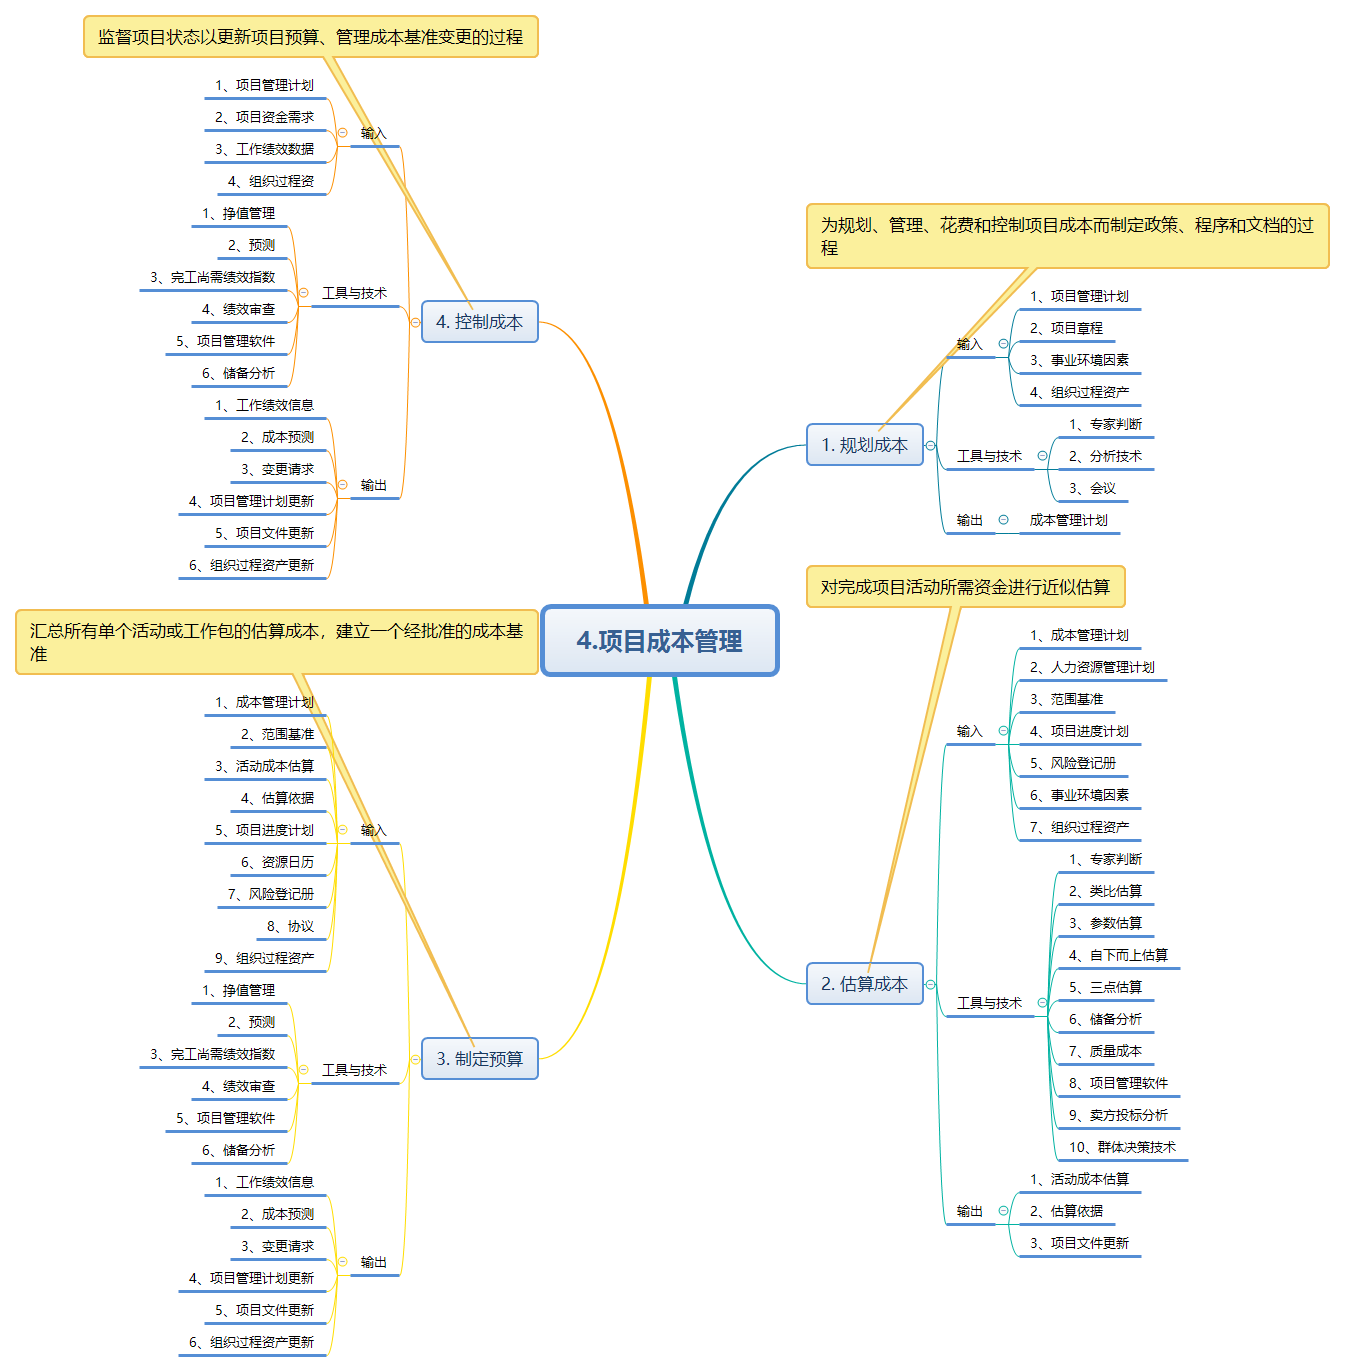 4.项目成本管理
为规划、管理、花费和控制项目成本而制定政策、程序和文档的过
程
1. 规划成本
输入
1、项目管理计划
2、项目章程
3、事业环境因素
4、组织过程资产
工具与技术
1、专家判断
2、分析技术
3、会议
输出
成本管理计划
对完成项目活动所需资金进行近似估算
2. 估算成本
输入
1、成本管理计划
2、人力资源管理计划
3、范围基准
4、项目进度计划
5、风险登记册
6、事业环境因素
7、组织过程资产
工具与技术
1、专家判断
2、类比估算
3、参数估算
4、自下而上估算
5、三点估算
6、储备分析
7、质量成本
8、项目管理软件
9、卖方投标分析
10、群体决策技术
输出
1、活动成本估算
2、估算依据
3、项目文件更新
汇总所有单个活动或工作包的估算成本，建立一个经批准的成本基
准
3. 制定预算
输入
1、成本管理计划
2、范围基准
3、活动成本估算
4、估算依据
5、项目进度计划
6、资源日历
7、风险登记册
8、协议
9、组织过程资产
工具与技术
1、挣值管理
2、预测
3、完工尚需绩效指数
4、绩效审查
5、项目管理软件
6、储备分析
输出
1、工作绩效信息
2、成本预测
3、变更请求
4、项目管理计划更新
5、项目文件更新
6、组织过程资产更新
监督项目状态以更新项目预算、管理成本基准变更的过程
4. 控制成本
输入
1、项目管理计划
2、项目资金需求
3、工作绩效数据
4、组织过程资
工具与技术
1、挣值管理
2、预测
3、完工尚需绩效指数
4、绩效审查
5、项目管理软件
6、储备分析
输出
1、工作绩效信息
2、成本预测
3、变更请求
4、项目管理计划更新
5、项目文件更新
6、组织过程资产更新